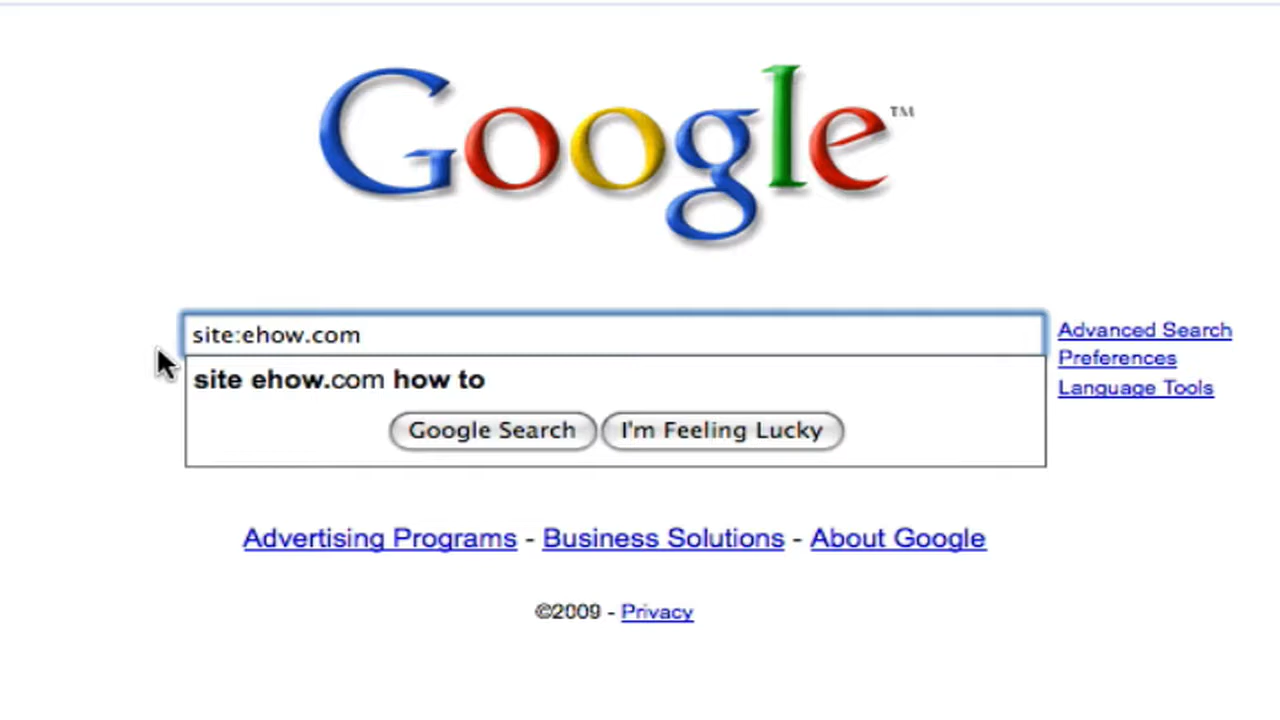 Google™
site:ehow.com
Advanced Search
Preferences
Language Tools
site ehow.com how to
Google Search I'm Feeling Lucky
Advertising Programs - Business Solutions - About Google
©2009 - Privacy